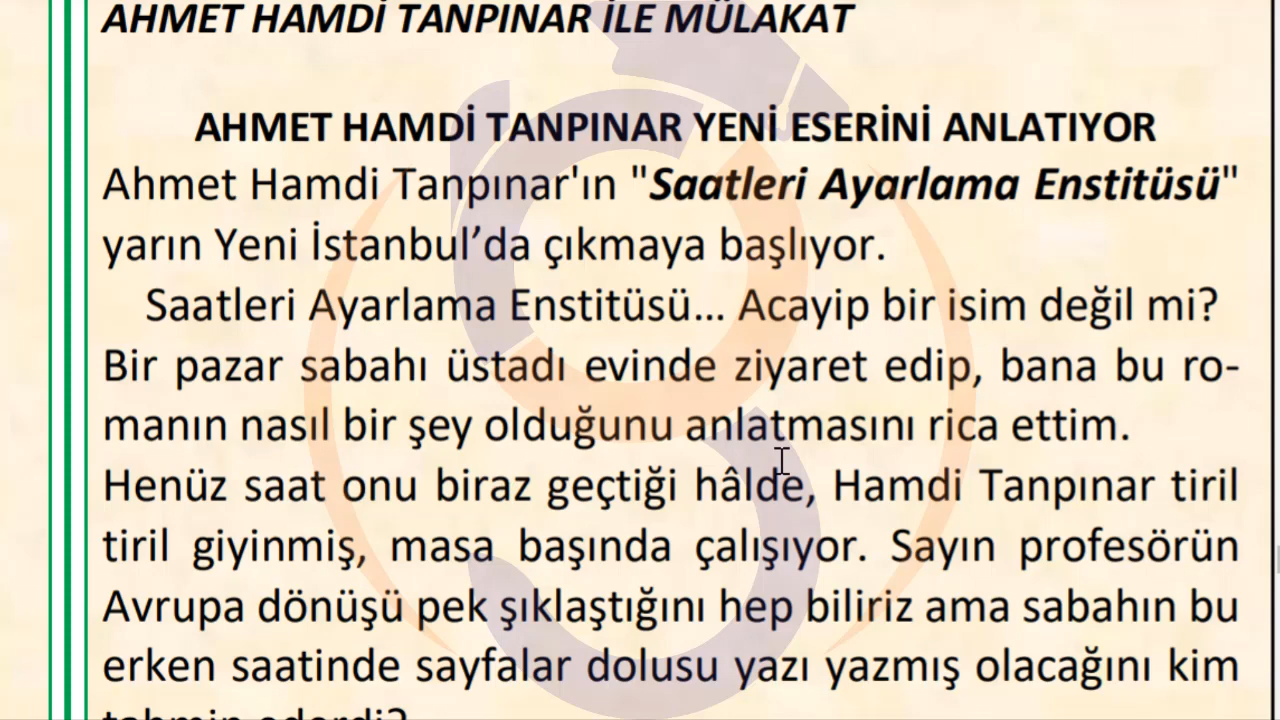 AHMET HAMDİ TANPINAR İLE MÜLAKAT
AHMET HAMDİ TANPINAR YENİ ESERİNİ ANLATIYOR
Ahmet Hamdi Tanpınar'ın "Saatleri Ayarlama Enstitüsü"
yarın Yeni İstanbul’da çıkmaya başlıyor.
Saatleri Ayarlama Enstitüsü... Acayip bir isim değil mi?
Bir pazar sabahı üstadı evinde ziyaret edip, bana bu ro-
manın nasıl bir şey olduğunu anlatmasını rica ettim.
Henüz saat onu biraz geçtiği hâlde, Hamdi Tanpınar tiril
tiril giyinmiş, masa başında çalışıyor. Sayın profesörün
Avrupa dönüşü pek şıklaştığını hep biliriz ama sabahın bu
erken saatinde sayfalar dolusu yazı yazmış olacağını kim
tahmin ederdi?